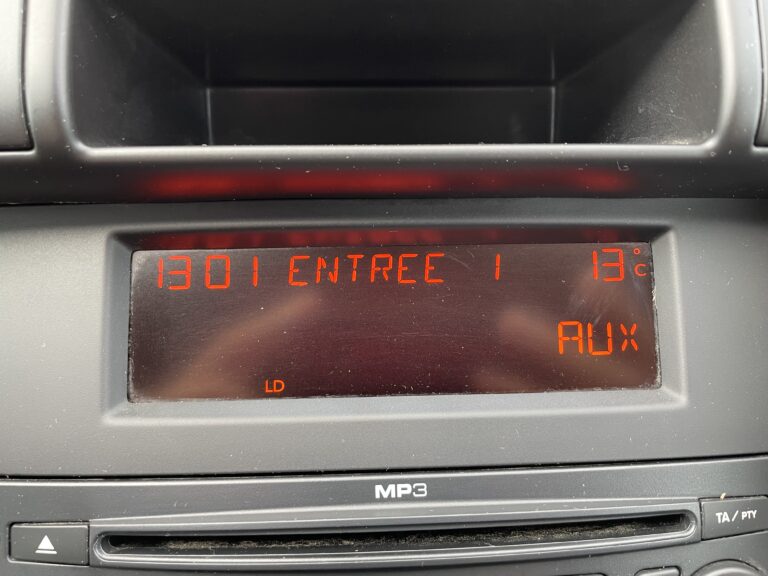 1301 ENTREE 1 13°C
AUX
LD
MP3
TA / PTY